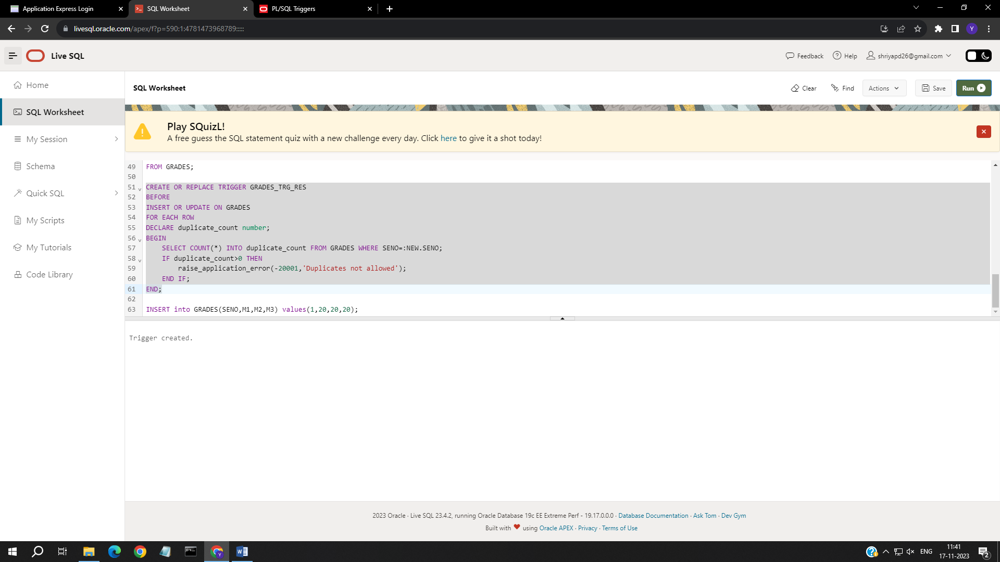 Application Express Login
SQL Worksheet
PL/SQL Triggers
livesql.oracle.com/apex/f?p=590:1:4781473968789:::::
Y
Live SQL
Feedback
Help
shriyapd26@gmail.com
Home
SQL Worksheet
My Session
Schema
Quick SQL
My Scripts
My Tutorials
Code Library
SQL Worksheet
Clear
Find
Actions
Save
Run
Play SQuizL!
A free guess the SQL statement quiz with a new challenge every day. Click here to give it a shot today!
49 FROM GRADES;
50
51 CREATE OR REPLACE TRIGGER GRADES_TRG_RES
52 BEFORE
53 INSERT OR UPDATE ON GRADES
54 FOR EACH ROW
55 DECLARE duplicate_count number;
56 BEGIN
57 SELECT COUNT(*) INTO duplicate_count FROM GRADES WHERE SENO=:NEW.SENO;
58 IF duplicate_count>0 THEN
59 raise_application_error(-20001,'Duplicates not allowed');
60 END IF;
61 END;
62
63 INSERT into GRADES(SENO,M1,M2,M3) values(1,20,20,20);
Trigger created.
2023 Oracle · Live SQL 23.4.2, running Oracle Database 19c EE Extreme Perf - 19.17.0.0.0 · Database Documentation · Ask Tom · Dev Gym
Built with ❤ using Oracle APEX · Privacy · Terms of Use
ENG
11:41
17-11-2023
2